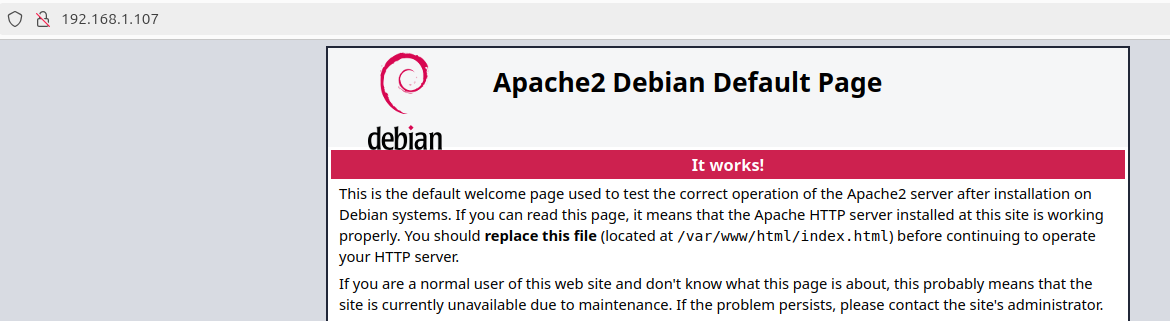 192.168.1.107
debian
Apache2 Debian Default Page
It works!
This is the default welcome page used to test the correct operation of the Apache2 server after installation on
Debian systems. If you can read this page, it means that the Apache HTTP server installed at this site is working
properly. You should replace this file (located at /var/www/html/index.html) before continuing to operate
your HTTP server.
If you are a normal user of this web site and don't know what this page is about, this probably means that the
site is currently unavailable due to maintenance. If the problem persists, please contact the site's administrator.